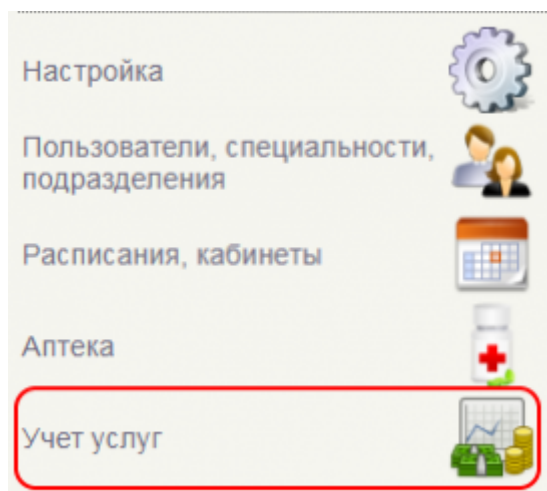 Настройка
Пользователи, специальности,
подразделения
Расписания, кабинеты
Аптека
Учет услуг